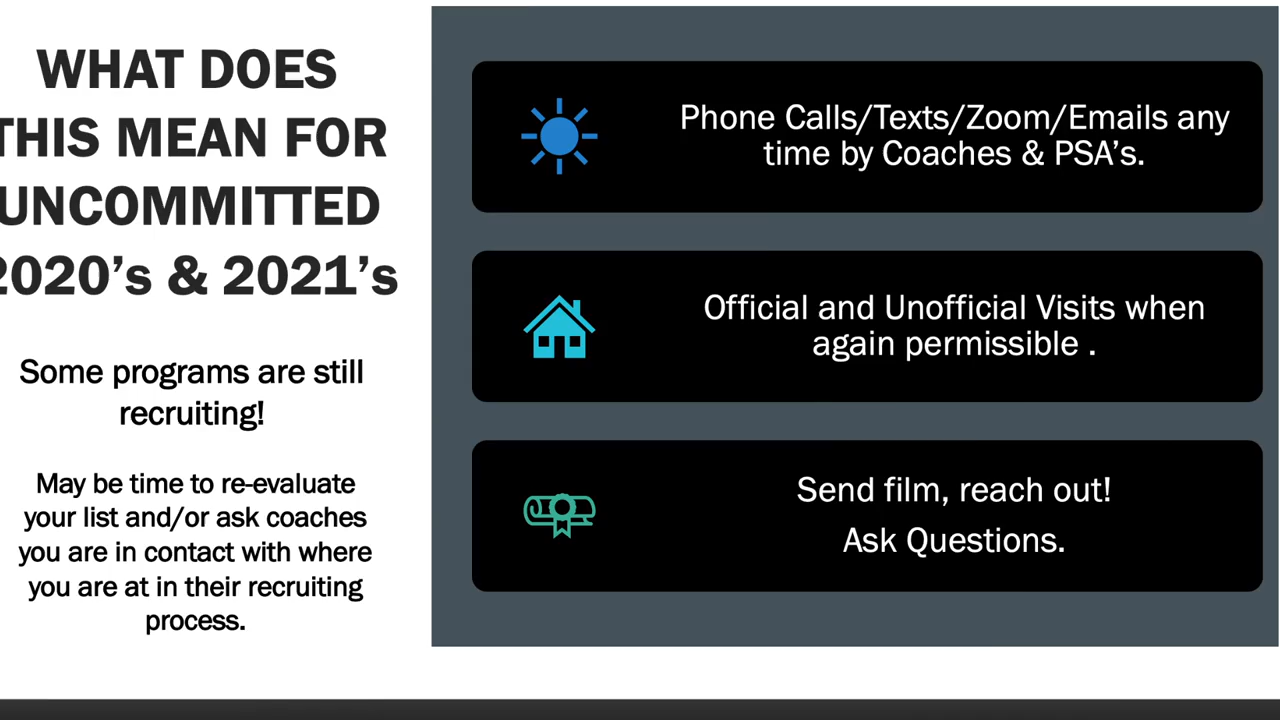 WHAT DOES
THIS MEAN FOR
UNCOMMITTED
2020’s & 2021’s
Some programs are still
recruiting!
May be time to re-evaluate
your list and/or ask coaches
you are in contact with where
you are at in their recruiting
process.
Phone Calls/Texts/Zoom/Emails any
time by Coaches & PSA’s.
Official and Unofficial Visits when
again permissible .
Send film, reach out!
Ask Questions.